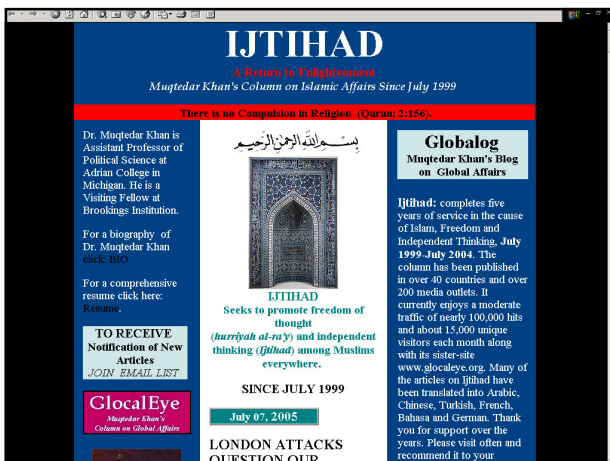 IJTIHAD
A Return to Enlightenment
Muqtedar Khan's Column on Islamic Affairs Since July 1999
There is no Compulsion in Religion (Quran; 2:156).
Dr. Muqtedar Khan is
Assistant Professor of
Political Science at
Adrian College in
Michigan. He is a
Visiting Fellow at
Brookings Institution.
For a biography of
Dr. Muqtedar Khan
click: BIO
For a comprehensive
resume click here:
Resume.
TO RECEIVE
Notification of New
Articles
JOIN EMAIL LIST
GlocalEye
Muqtedar Khan's
Column on Global Affairs
بسم الله الرحمن الرحيم
IJTIHAD
Seeks to promote freedom of
thought
(hurriyah al-ra'y) and independent
thinking (Ijtihad) among Muslims
everywhere.
SINCE JULY 1999
July 07, 2005
LONDON ATTACKS
QUESTION OUR
Globalog
Muqtedar Khan's Blog
on Global Affairs
Ijtihad: completes five
years of service in the cause
of Islam, Freedom and
Independent Thinking, July
1999-July 2004. The
column has been published
in over 40 countries and over
200 media outlets. It
currently enjoys a moderate
traffic of nearly 100,000 hits
and about 15,000 unique
visitors each month along
with its sister-site
www.glocaleye.org. Many of
the articles on Ijtihad have
been translated into Arabic,
Chinese, Turkish, French,
Bahasa and German. Thank
you for support over the
years. Please visit often and
recommend it to your